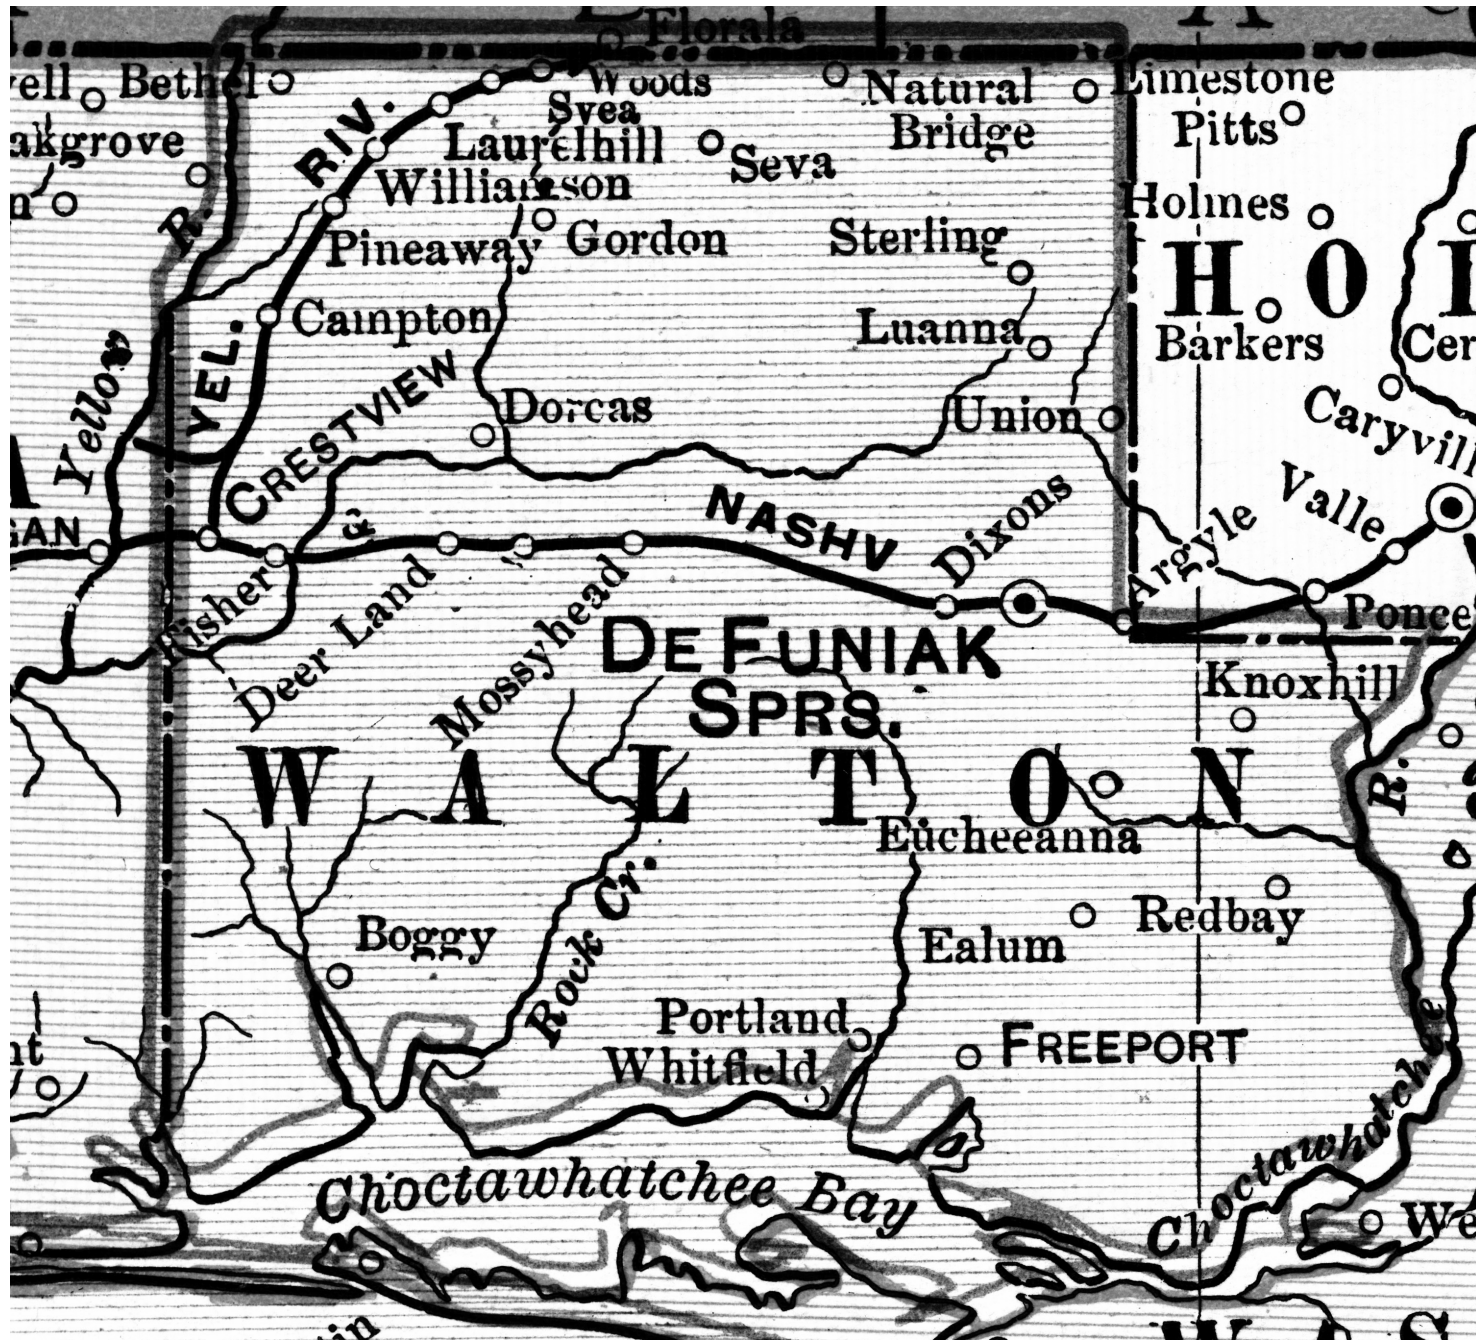 Florala
Bethel
Woods
Natural
Bridge
Limestone
Pitts
akgrove
RIV.
Svea
Laurelhill
Seva
Williamson
Holmes
R.
Pineaway
Gordon
Sterling
H O
Campton
Luanna
Barkers
Cer
Yellow
YEL.
CRESTVIEW
Dorcas
Union
Caryvill
GAN
&
NASHV
Dixons
Argyle
Valle
Fisher
Deer Land
Mossyhead
DE FUNIAK
SPRS.
Ponce
Knoxhill
W A L T O N
R.
Eucheeanna
Rock Cr.
Boggy
Ealum
Redbay
Portland
Whitfield
FREEPORT
Choctawhatchee Bay
Choctawhatchee
We